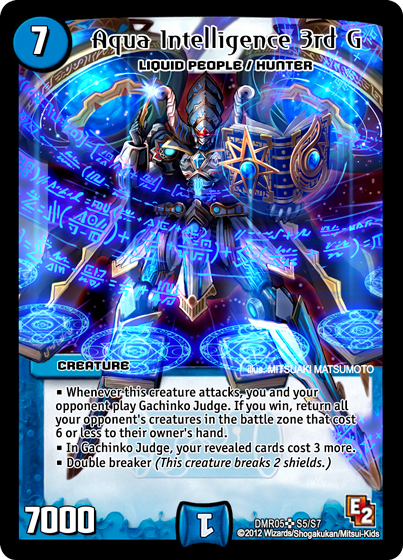 7 Aqua Intelligence 3rd G
LIQUID PEOPLE / HUNTER
CREATURE
illus. MITSUAKI MATSUMOTO
▪ Whenever this creature attacks, you and your
opponent play Gachinko Judge. If you win, return all
your opponent's creatures in the battle zone that cost
6 or less to their owner's hand.
▪ In Gachinko Judge, your revealed cards cost 3 more.
▪ Double breaker (This creature breaks 2 shields.)
7000
1
DMR05 S5/S7
©2012 Wizards/Shogakukan/Mitsui-Kids
E2